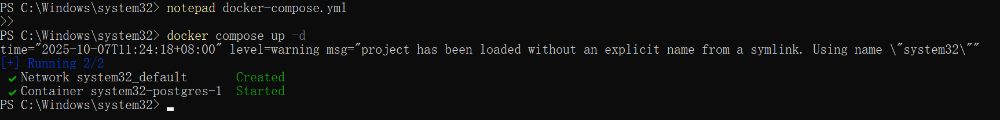 PS C:\Windows\system32> notepad docker-compose.yml
>>
PS C:\Windows\system32> docker compose up -d
time="2025-10-07T11:24:18+08:00" level=warning msg="project has been loaded without an explicit name from a symlink. Using name \"system32\""
[+] Running 2/2
✔ Network system32_default Created
✔ Container system32-postgres-1 Started
PS C:\Windows\system32>